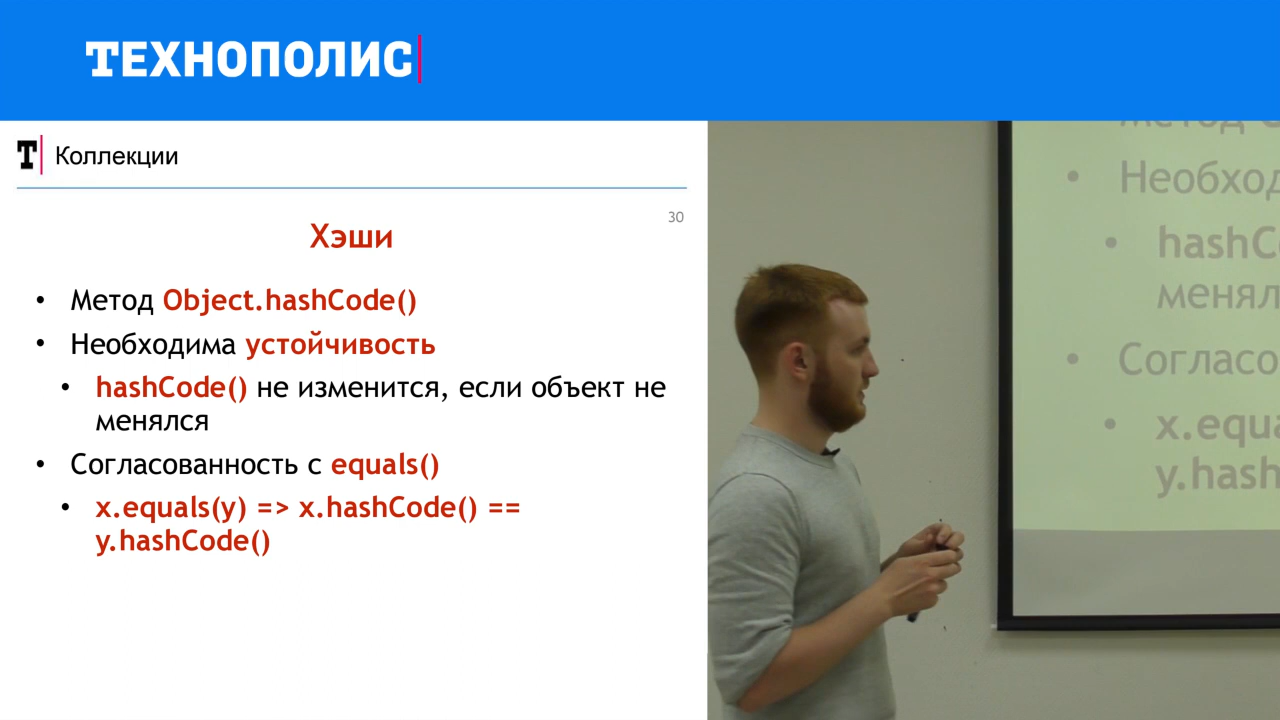 ТЕХНОПОЛИС
Т Коллекции
30
Хэши
• Метод Object.hashCode()
• Необходима устойчивость
• hashCode() не изменится, если объект не
менялся
• Согласованность с equals()
• x.equals(y) => x.hashCode() ==
y.hashCode()
• Необход
• hashC
менял
• Согласо
• x.equa
y.hash